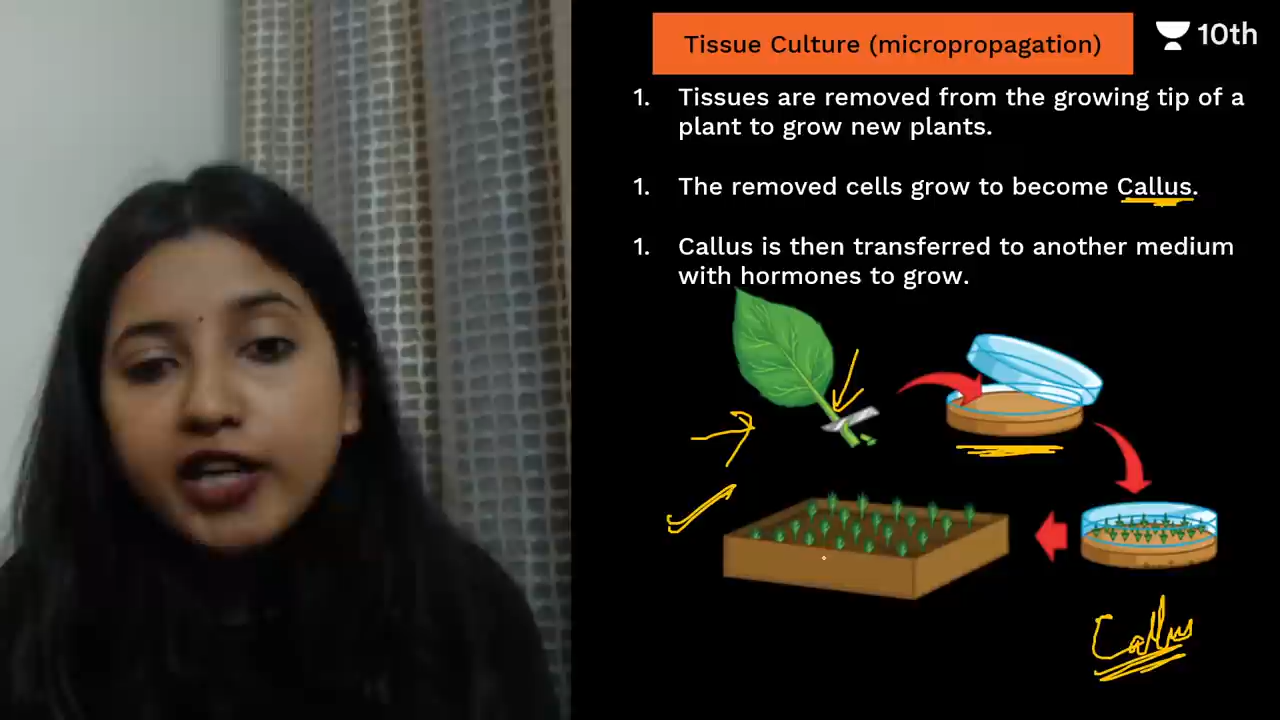 Tissue Culture (micropropagation)
10th
1. Tissues are removed from the growing tip of a
plant to grow new plants.
1. The removed cells grow to become Callus.
1. Callus is then transferred to another medium
with hormones to grow.
Callus